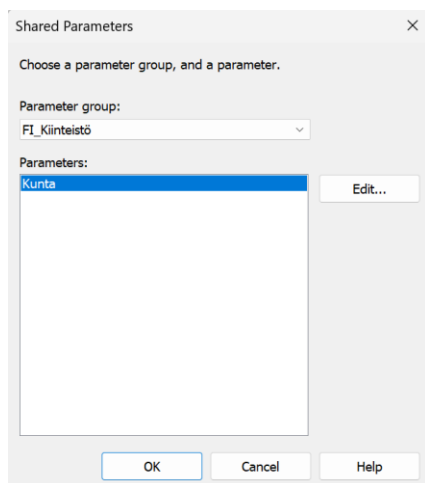 Shared Parameters
Choose a parameter group, and a parameter.
Parameter group:
FI_Kiinteistö
Parameters:
Kunta
Edit...
OK
Cancel
Help